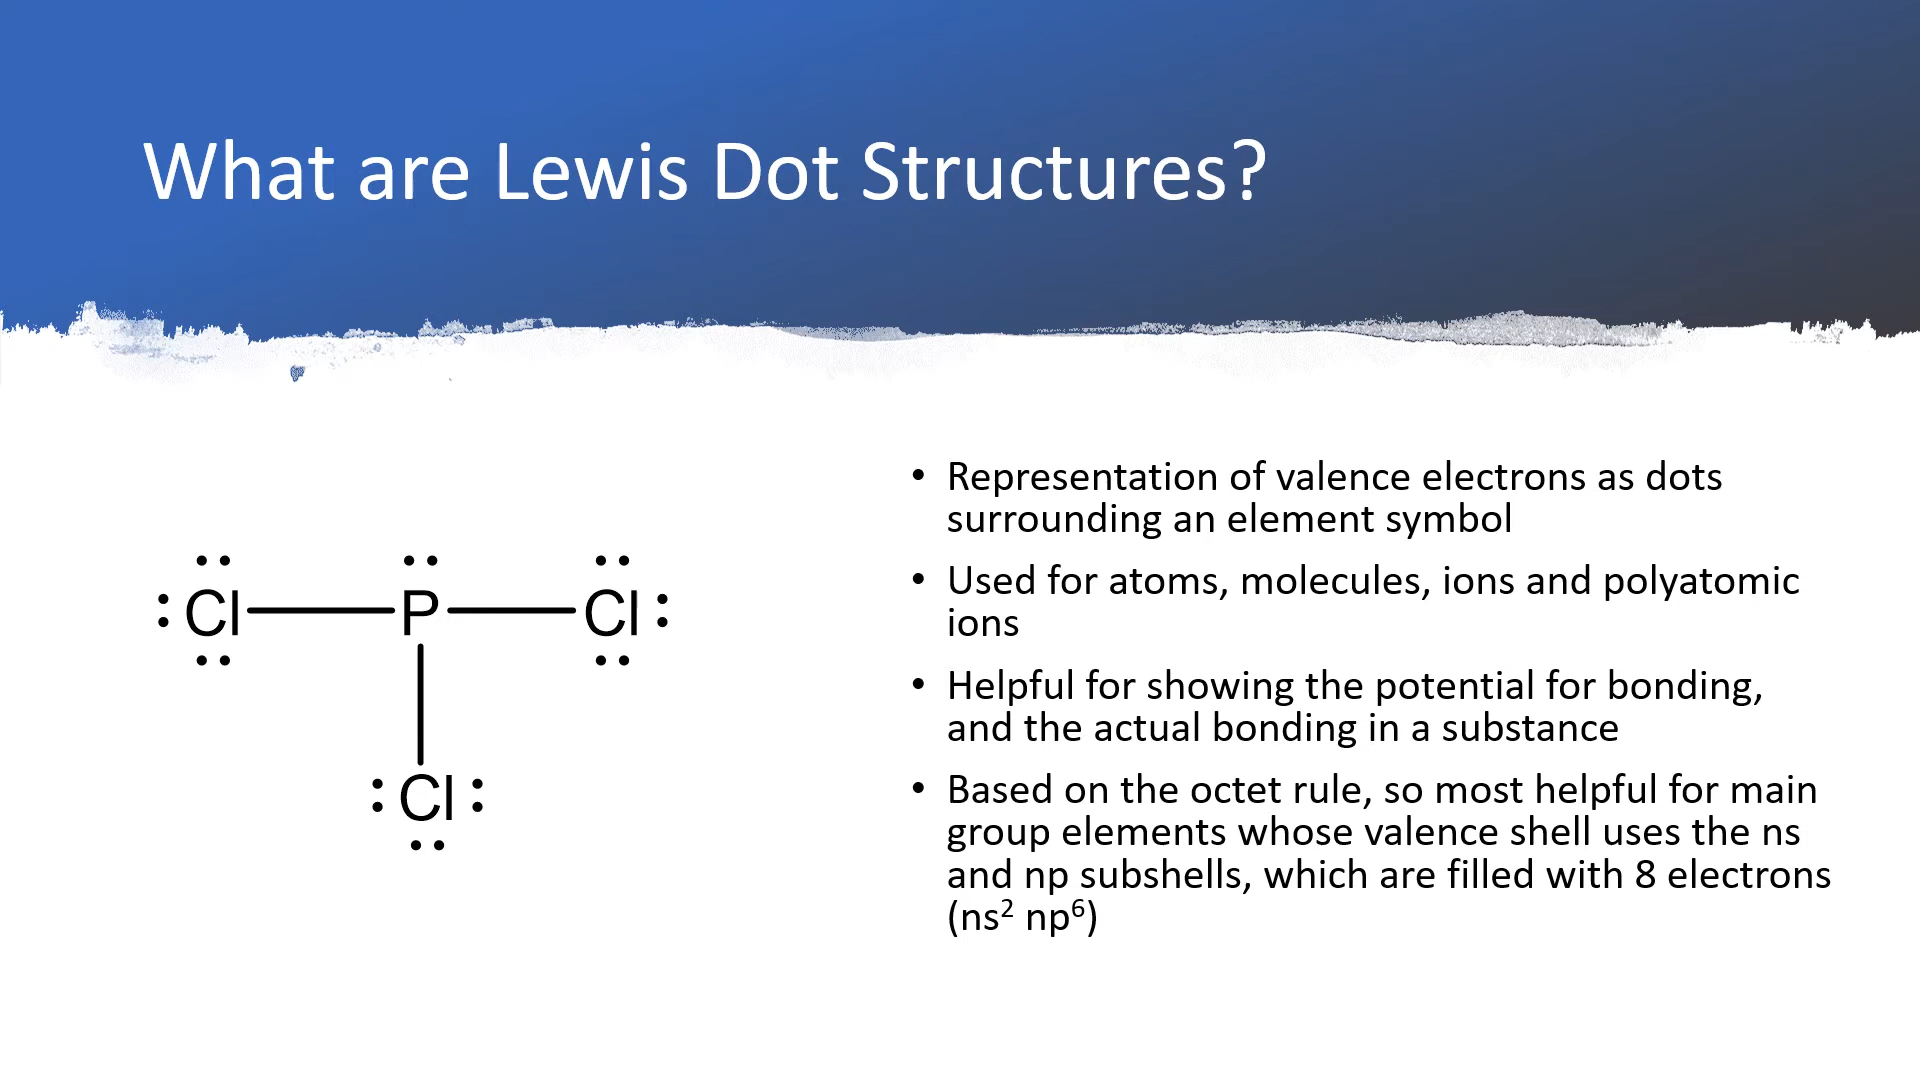 What are Lewis Dot Structures?
Cl P Cl
Cl
• Representation of valence electrons as dots
surrounding an element symbol
• Used for atoms, molecules, ions and polyatomic
ions
• Helpful for showing the potential for bonding,
and the actual bonding in a substance
• Based on the octet rule, so most helpful for main
group elements whose valence shell uses the ns
and np subshells, which are filled with 8 electrons
(ns² np⁶)